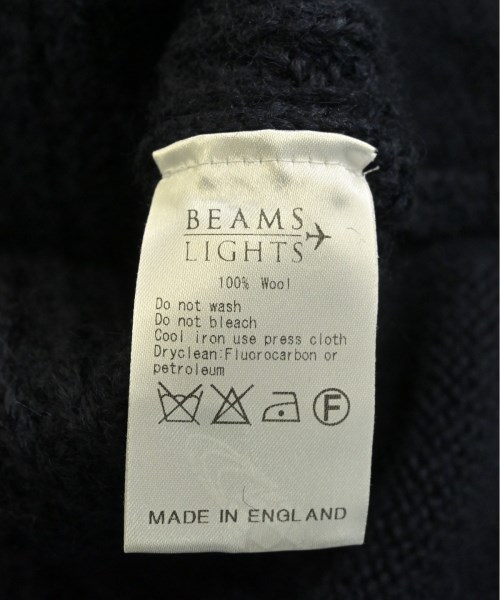 BEAMS
LIGHTS
100% Wool
Do not wash
Do not bleach
Cool iron use press cloth
Dryclean:Fluorocarbon or
petroleum
F
MADE IN ENGLAND